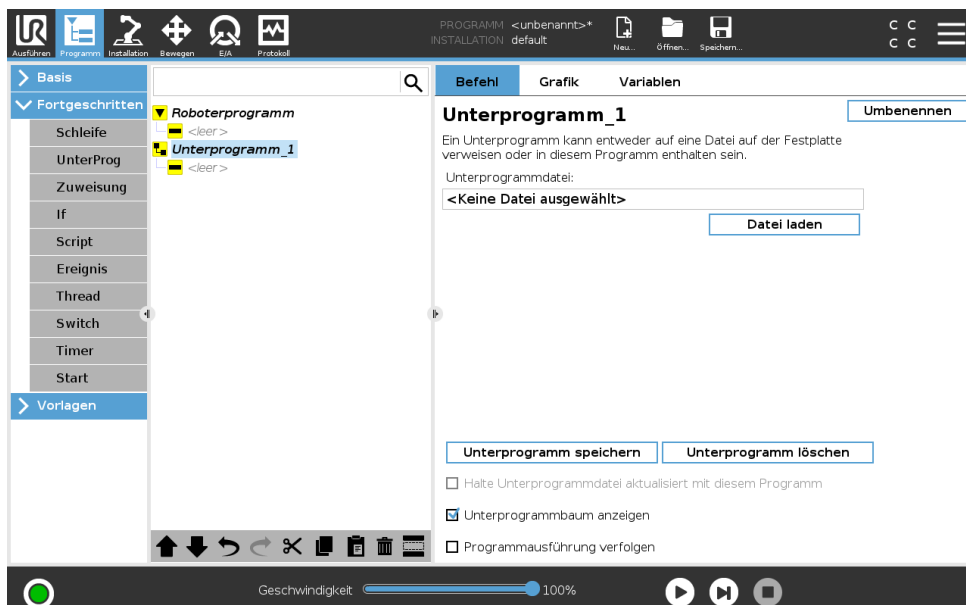 PROGRAMM <unbenannt>*
INSTALLATION default
Ausführen Programm Installation Bewegen E/A Protokoll Neu... Öffnen... Speichern...
C C
C C
Basis
Fortgeschritten
Schleife
UnterProg
Zuweisung
If
Script
Ereignis
Thread
Switch
Timer
Start
Vorlagen
Roboterprogramm
<leer>
Unterprogramm_1
<leer>
Befehl Grafik Variablen
Unterprogramm_1
Umbenennen
Ein Unterprogramm kann entweder auf eine Datei auf der Festplatte
verweisen oder in diesem Programm enthalten sein.
Unterprogrammdatei:
<Keine Datei ausgewählt>
Datei laden
Unterprogramm speichern Unterprogramm löschen
Halte Unterprogrammdatei aktualisiert mit diesem Programm
Unterprogrammbaum anzeigen
Programmausführung verfolgen
Geschwindigkeit 100%